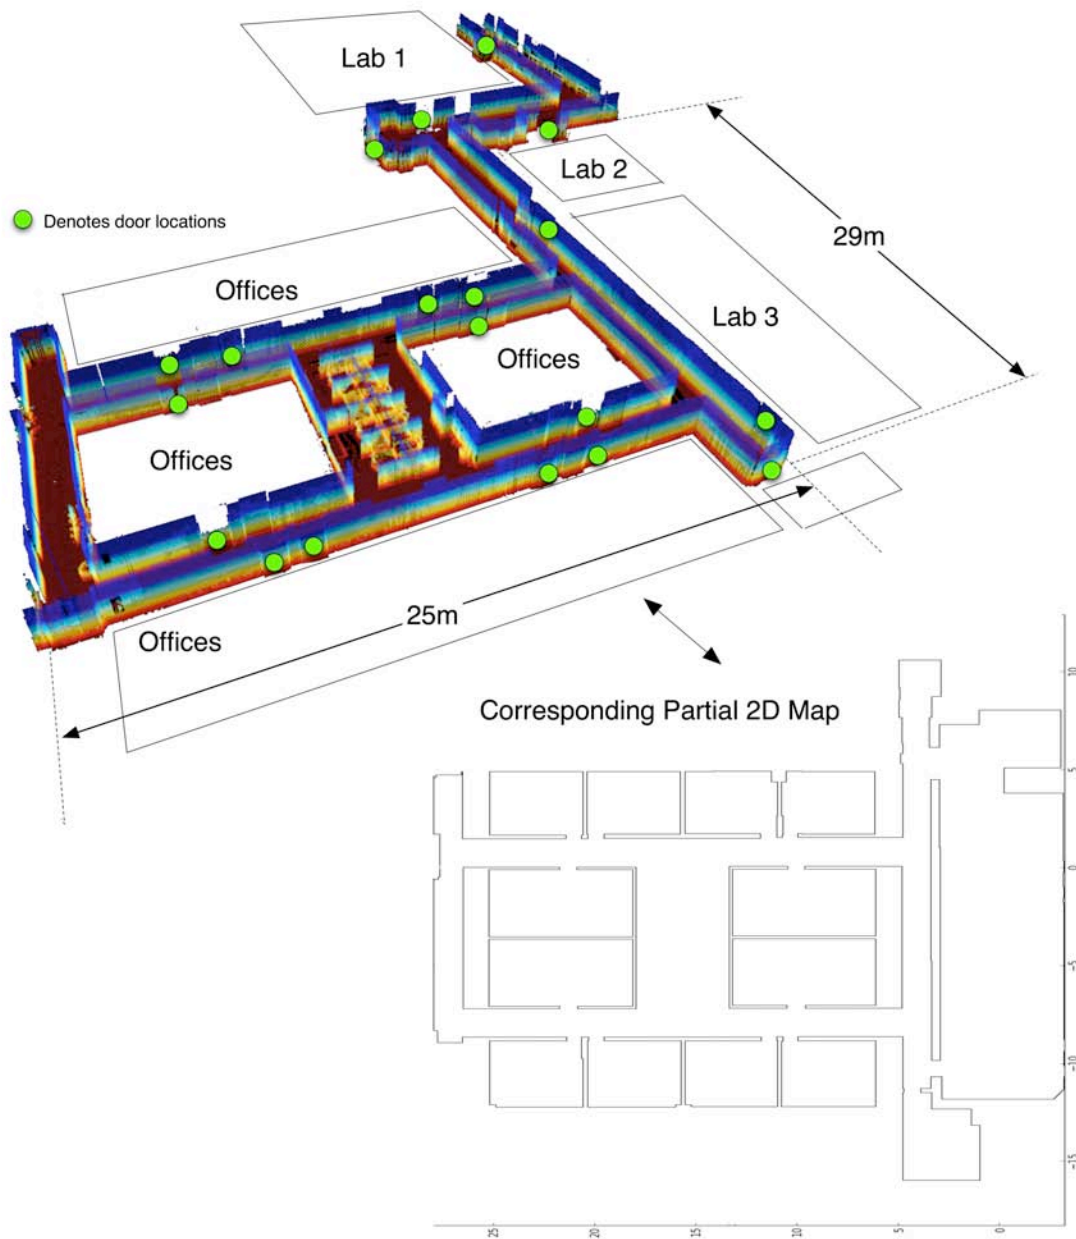 Lab 1
Lab 2
Denotes door locations
29m
Offices
Lab 3
Offices
Offices
25m
Offices
Corresponding Partial 2D Map
10
5
0
-5
-10
-15
25
20
15
10
5
0